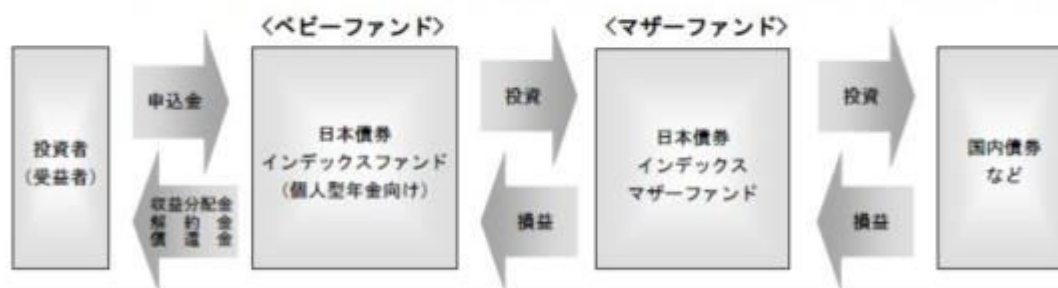 〈ベビーファンド〉
〈マザーファンド〉
投資者
（受益者）
申込金
収益分配金
解約金
償還金
日本債券
インデックスファンド
（個人型年金向け）
投資
損益
日本債券
インデックス
マザーファンド
投資
損益
国内債券
など